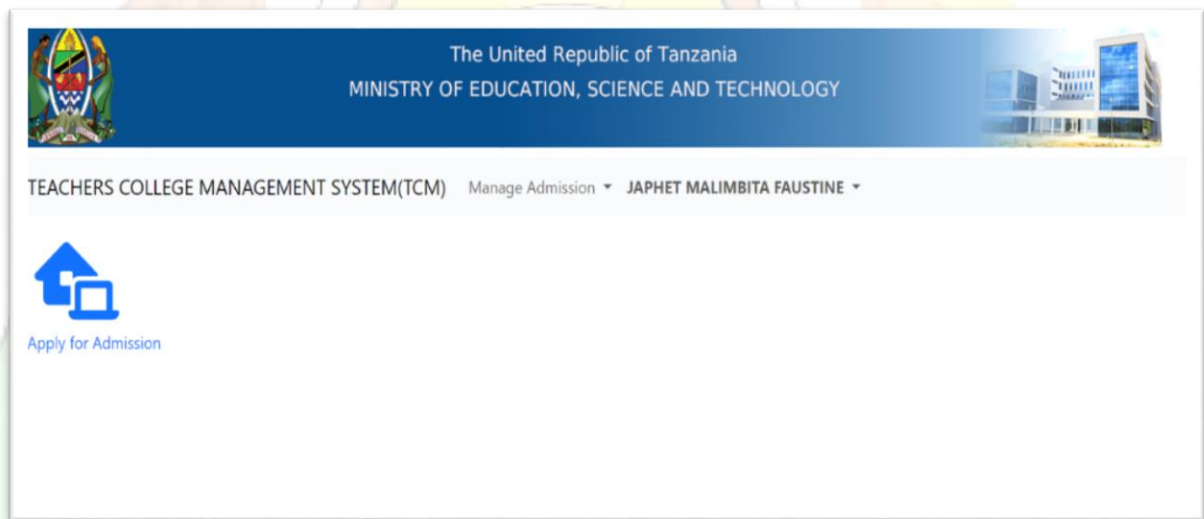 The United Republic of Tanzania
MINISTRY OF EDUCATION, SCIENCE AND TECHNOLOGY
TEACHERS COLLEGE MANAGEMENT SYSTEM(TCM) Manage Admission JAPHET MALIMBITA FAUSTINE
Apply for Admission